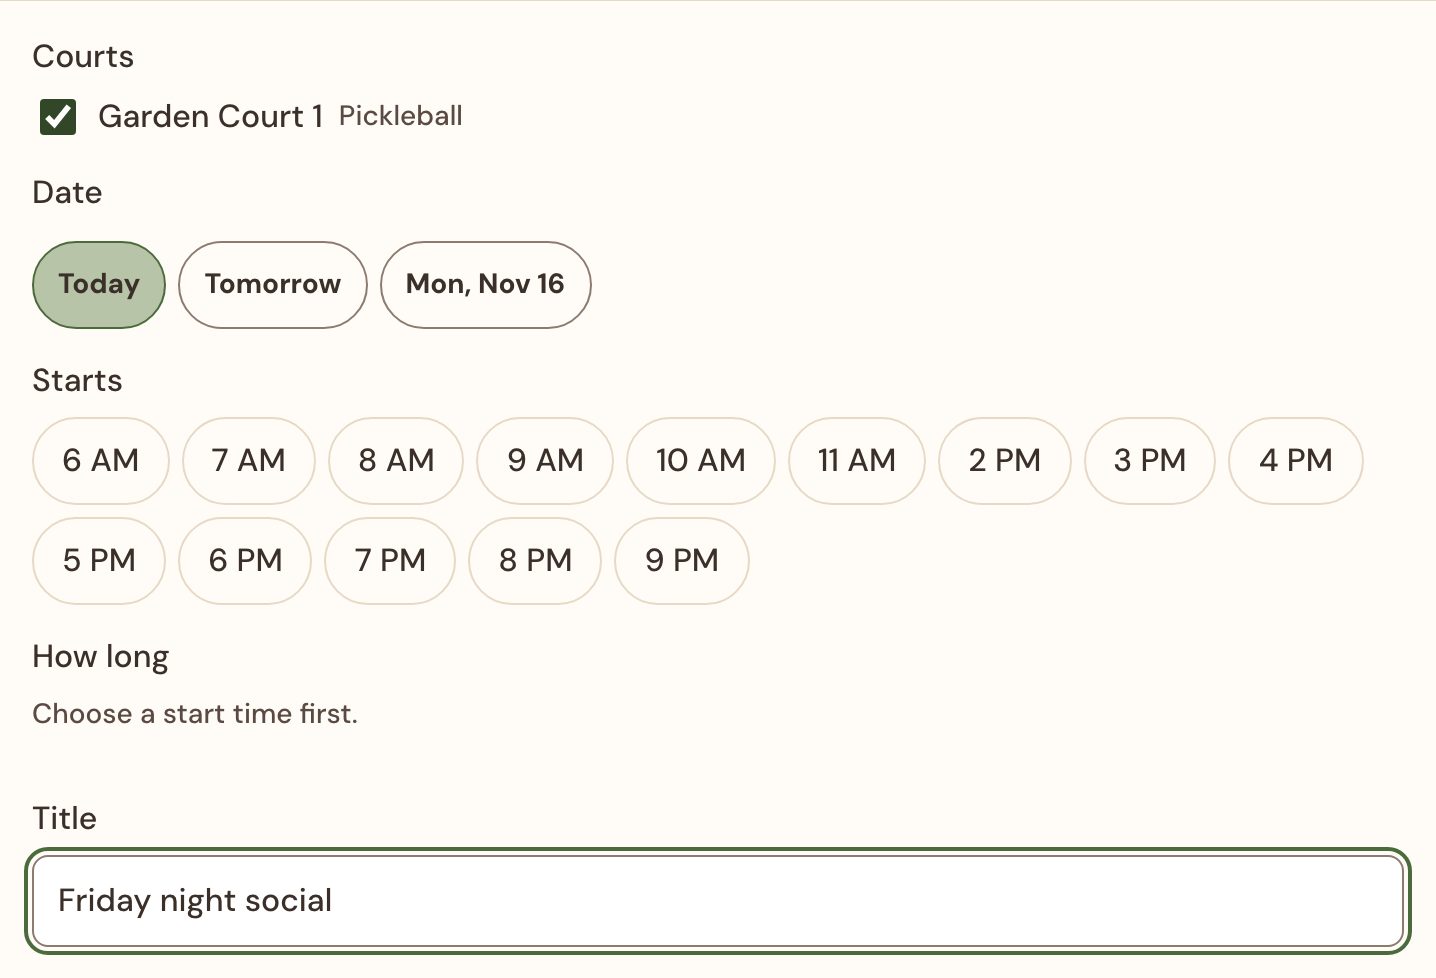 Courts
Garden Court 1 Pickleball
Date
Today Tomorrow Mon, Nov 16
Starts
6 AM 7 AM 8 AM 9 AM 10 AM 11 AM 2 PM 3 PM 4 PM
5 PM 6 PM 7 PM 8 PM 9 PM
How long
Choose a start time first.
Title
Friday night social